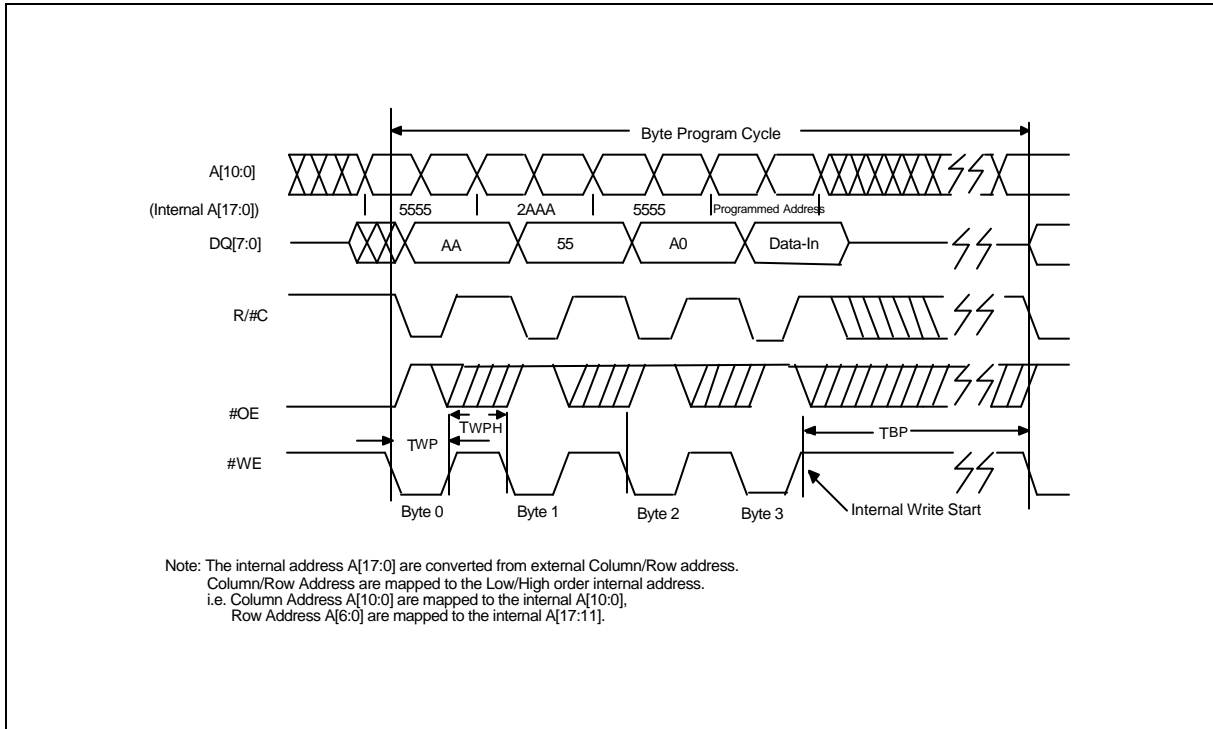 Byte Program Cycle
A[10:0]
(Internal A[17:0])
5555
2AAA
5555
Programmed Address
DQ[7:0]
AA
55
A0
Data-In
R/#C
#OE
TWPH
TWP
TBP
#WE
Byte 0
Byte 1
Byte 2
Byte 3
Internal Write Start
Note: The internal address A[17:0] are converted from external Column/Row address.
Column/Row Address are mapped to the Low/High order internal address.
i.e. Column Address A[10:0] are mapped to the internal A[10:0],
Row Address A[6:0] are mapped to the internal A[17:11].